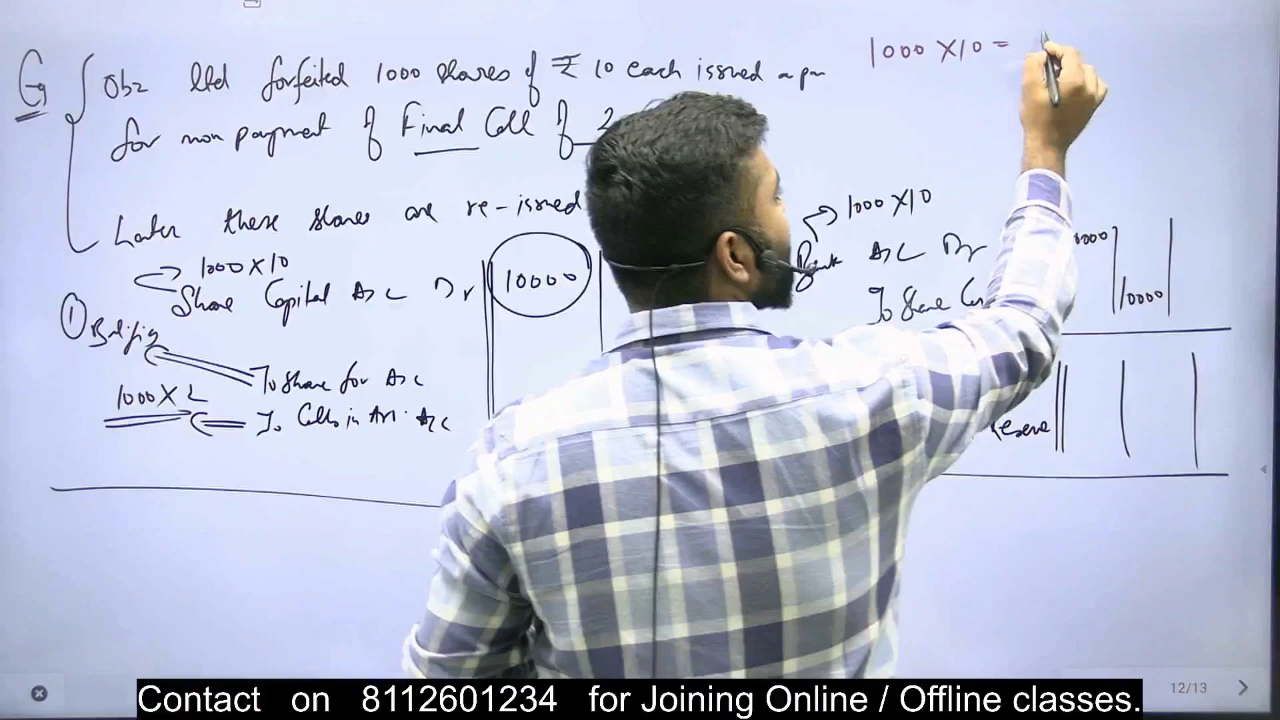 Eg
Obz ltd forfeited 1000 shares of ₹ 10 each issued a par
for non payment of Final Call of 2
Later these shares are re-issued
1000 X 10 =
1000 X 10
Share Capital A/c Dr 10000
① Bal. fig
To Share for A/c
1000 X 2
To Calls in Arr. A/c
1000 X 10
Bank A/c Dr
To Share
10000
12/13
Contact on 8112601234 for Joining Online / Offline classes.